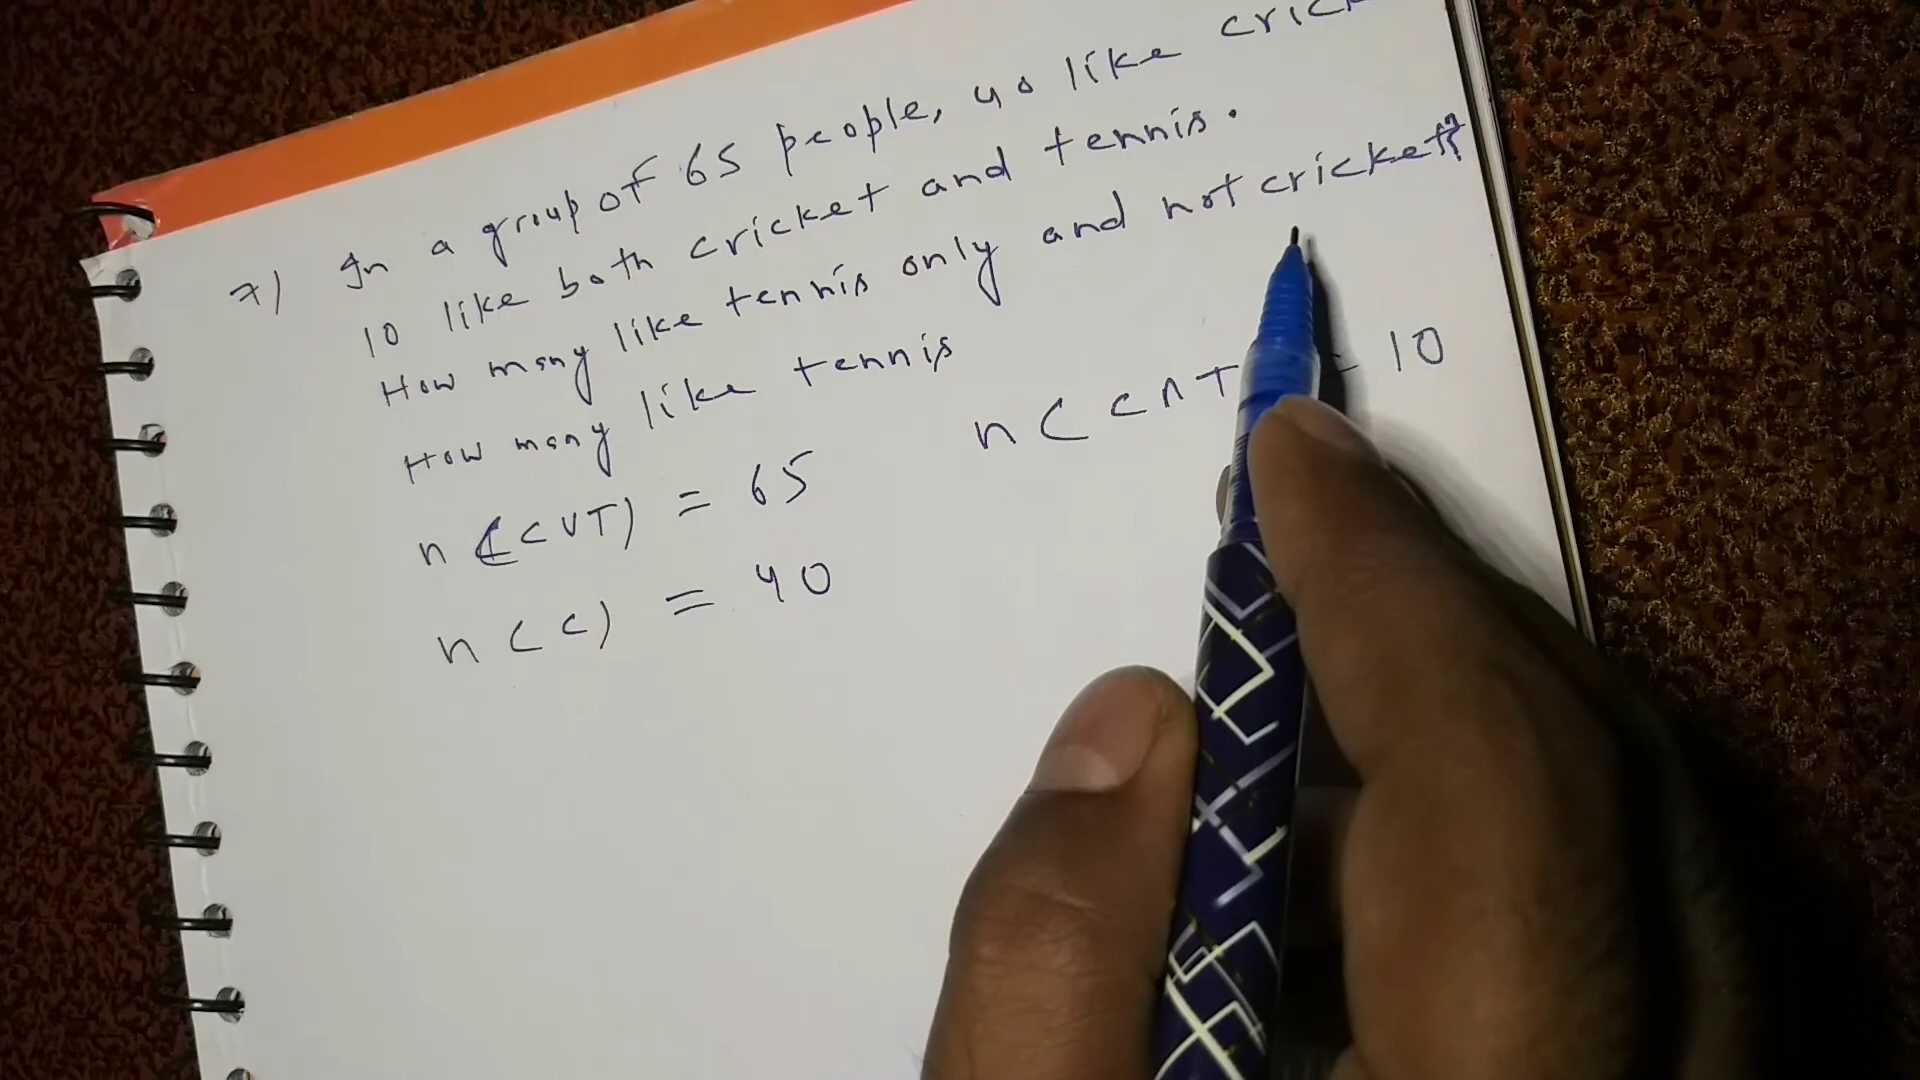 7) In a group of 65 people, 40 like crick
10 like both cricket and tennis.
How many like tennis only and not cricket?
How many like tennis
n(C∪T) = 65
n(C∩T = 10
n(C) = 40